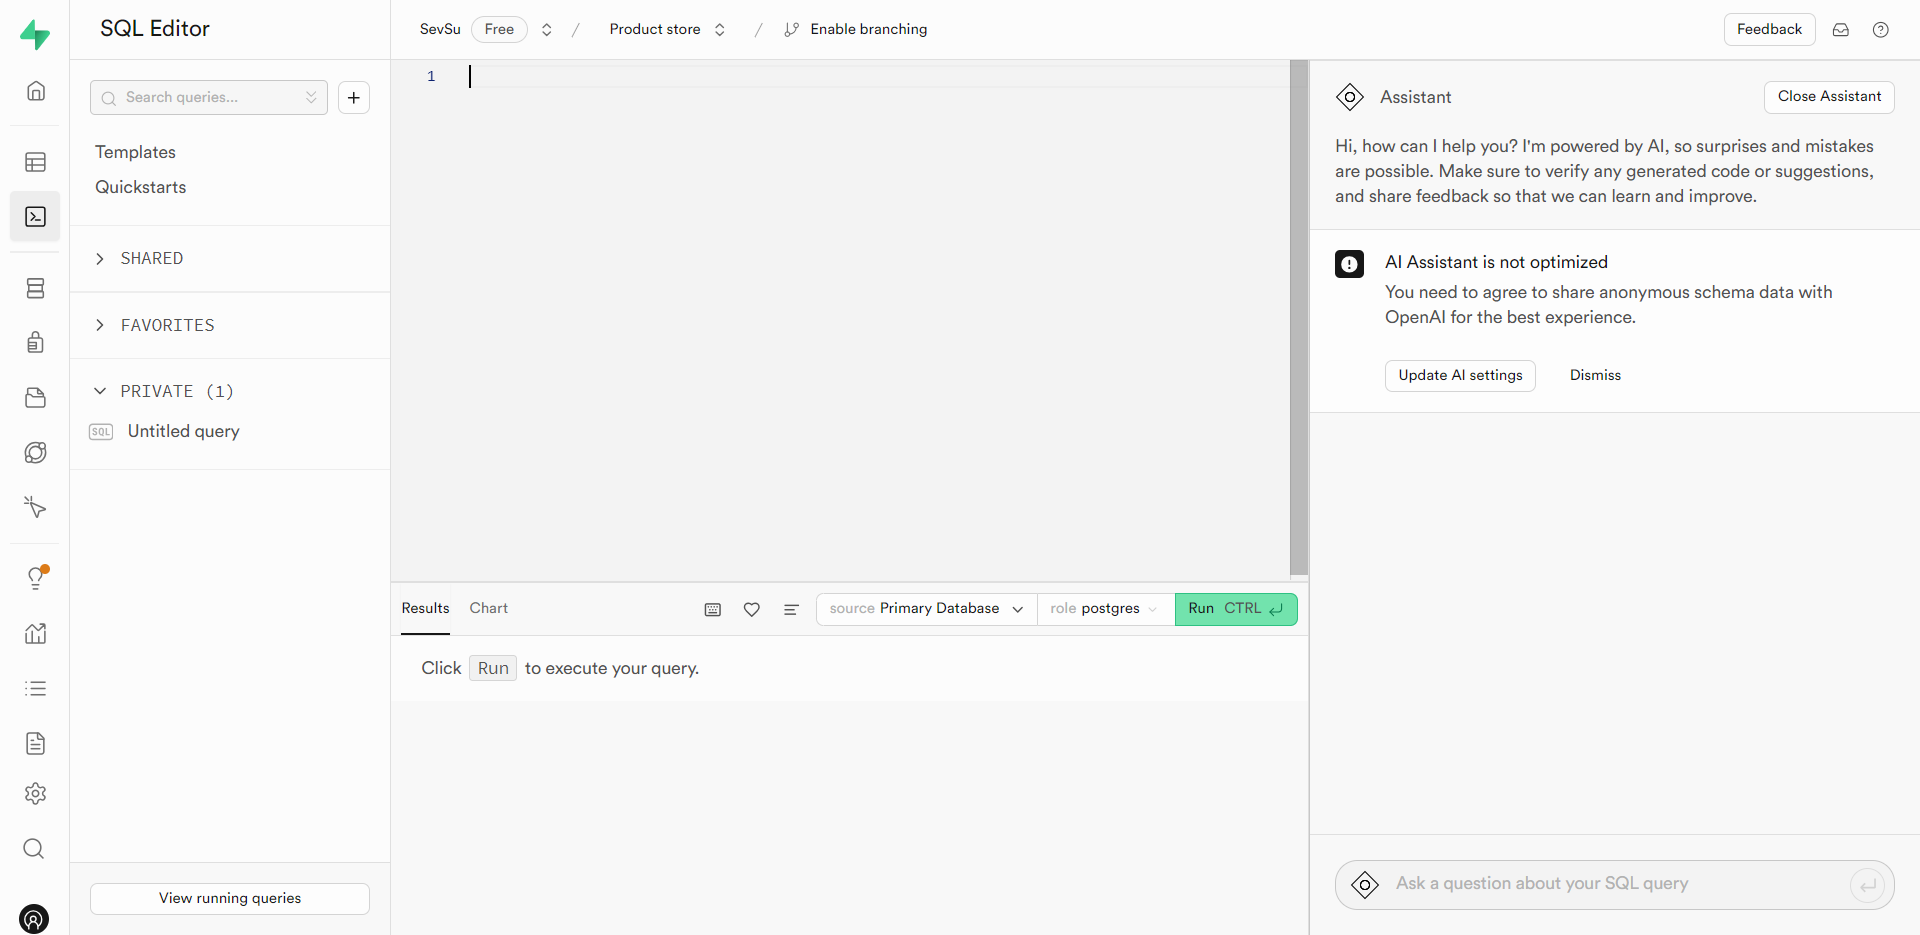 SQL Editor
SevSu Free / Product store / Enable branching
Feedback
Search queries...
Templates
Quickstarts
SHARED
FAVORITES
PRIVATE (1)
SQL Untitled query
View running queries
1
Results Chart
source Primary Database role postgres Run CTRL
Click Run to execute your query.
Assistant
Close Assistant
Hi, how can I help you? I'm powered by AI, so surprises and mistakes
are possible. Make sure to verify any generated code or suggestions,
and share feedback so that we can learn and improve.
AI Assistant is not optimized
You need to agree to share anonymous schema data with
OpenAI for the best experience.
Update AI settings Dismiss
Ask a question about your SQL query